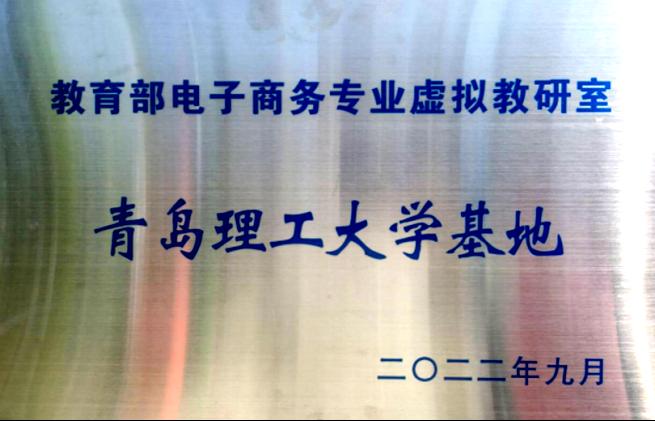 教育部电子商务专业虚拟教研室
青岛理工大学基地
二〇二二年九月